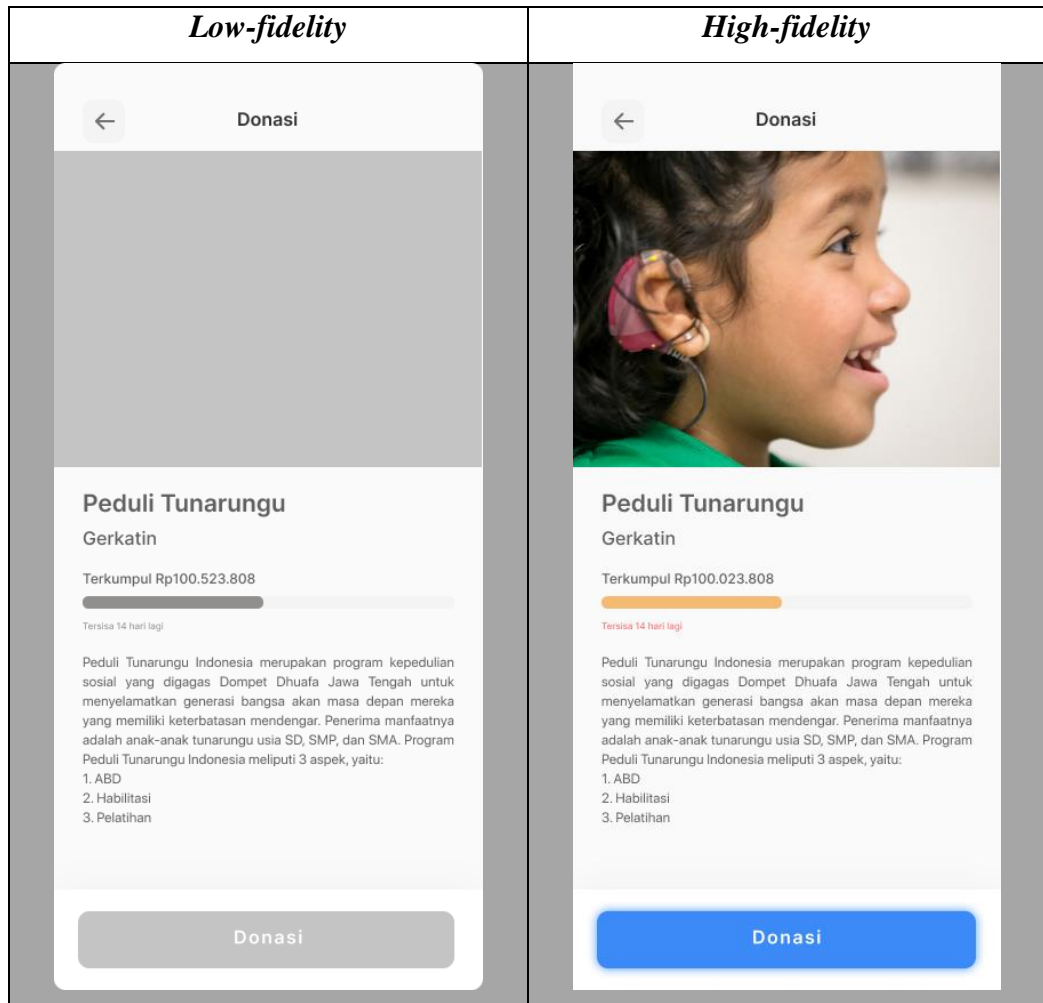 Low-fidelity
High-fidelity
Donasi
Peduli Tunarungu
Gerkatin
Terkumpul Rp100.523.808
Tersisa 14 hari lagi
Peduli Tunarungu Indonesia merupakan program kepedulian
sosial yang digagas Dompet Dhuafa Jawa Tengah untuk
menyelamatkan generasi bangsa akan masa depan mereka
yang memiliki keterbatasan mendengar. Penerima manfaatnya
adalah anak-anak tunarungu usia SD, SMP, dan SMA. Program
Peduli Tunarungu Indonesia meliputi 3 aspek, yaitu:
1. ABD
2. Habilitasi
3. Pelatihan
Donasi
Donasi
Peduli Tunarungu
Gerkatin
Terkumpul Rp100.023.808
Tersisa 14 hari lagi
Peduli Tunarungu Indonesia merupakan program kepedulian
sosial yang digagas Dompet Dhuafa Jawa Tengah untuk
menyelamatkan generasi bangsa akan masa depan mereka
yang memiliki keterbatasan mendengar. Penerima manfaatnya
adalah anak-anak tunarungu usia SD, SMP, dan SMA. Program
Peduli Tunarungu Indonesia meliputi 3 aspek, yaitu:
1. ABD
2. Habilitasi
3. Pelatihan
Donasi